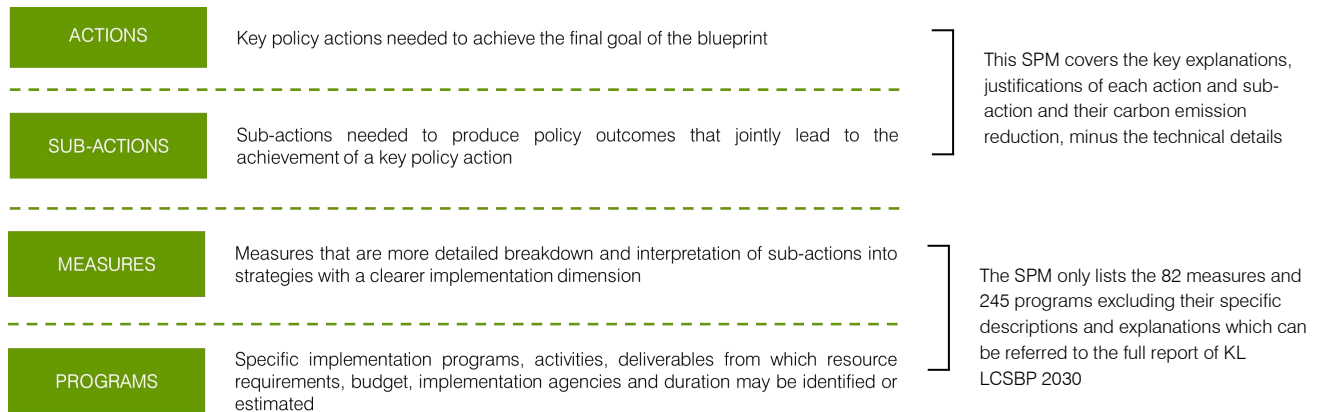 ACTIONS
Key policy actions needed to achieve the final goal of the blueprint
SUB-ACTIONS
Sub-actions needed to produce policy outcomes that jointly lead to the
achievement of a key policy action
This SPM covers the key explanations,
justifications of each action and sub-
action and their carbon emission
reduction, minus the technical details
MEASURES
Measures that are more detailed breakdown and interpretation of sub-actions into
strategies with a clearer implementation dimension
PROGRAMS
Specific implementation programs, activities, deliverables from which resource
requirements, budget, implementation agencies and duration may be identified or
estimated
The SPM only lists the 82 measures and
245 programs excluding their specific
descriptions and explanations which can
be referred to the full report of KL
LCSBP 2030